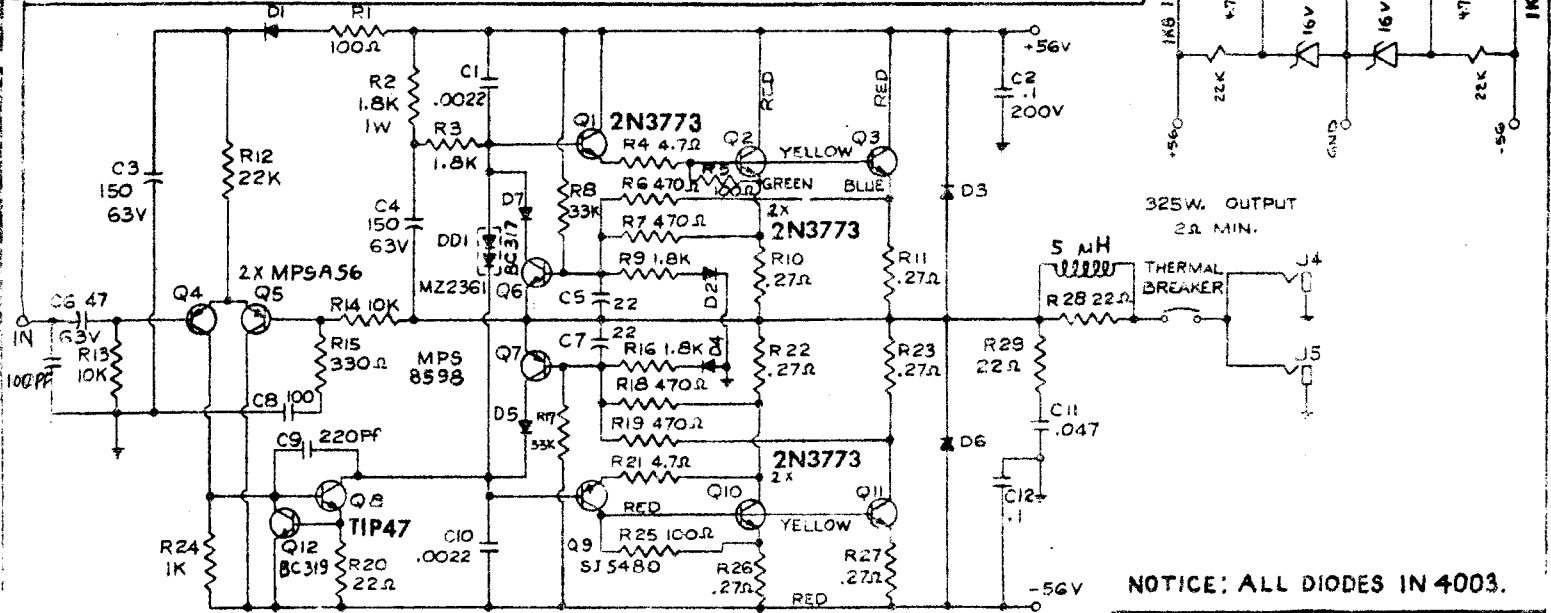 D1
R1
100Ω
+56V
R2
1.8K
1W
C1
.0022
R3
1.8K
Q1
2N3773
R4 4.7Ω
RED
RED
Q2
YELLOW
Q3
C2
.1
200V
C3
150
63V
R12
22K
C4
150
63V
D7
R8
33K
100Ω
GREEN
BLUE
R6 470Ω
2X
2N3773
R7 470Ω
R9 1.8K
D2
R10
.27Ω
R11
.27Ω
D3
DD1
BC317
MZ2361
Q6
C5 22
2X MPSA56
Q4
Q5
R14 10K
C6 47
63V
IN
R13
10K
100PF
R15
330Ω
C8 100
MPS
8598
Q7
C7 22
R16 1.8K
D4
R22
.27Ω
R23
.27Ω
R18 470Ω
R19 470Ω
D5
R17
33K
D6
R21 4.7Ω
2N3773
2X
Q10
Q11
RED
YELLOW
R25 100Ω
Q9
SJ5480
R26
.27Ω
R27
.27Ω
RED
-56V
C9 220Pf
Q8
TIP47
Q12
BC319
R20
22Ω
R24
1K
C10
.0022
5 µH
R28 22Ω
THERMAL
BREAKER
R29
22Ω
C11
.047
C12
.1
325W. OUTPUT
2Ω MIN.
J4
J5
22K
16V
16V
22K
+56
GND
-56
NOTICE: ALL DIODES IN 4003.